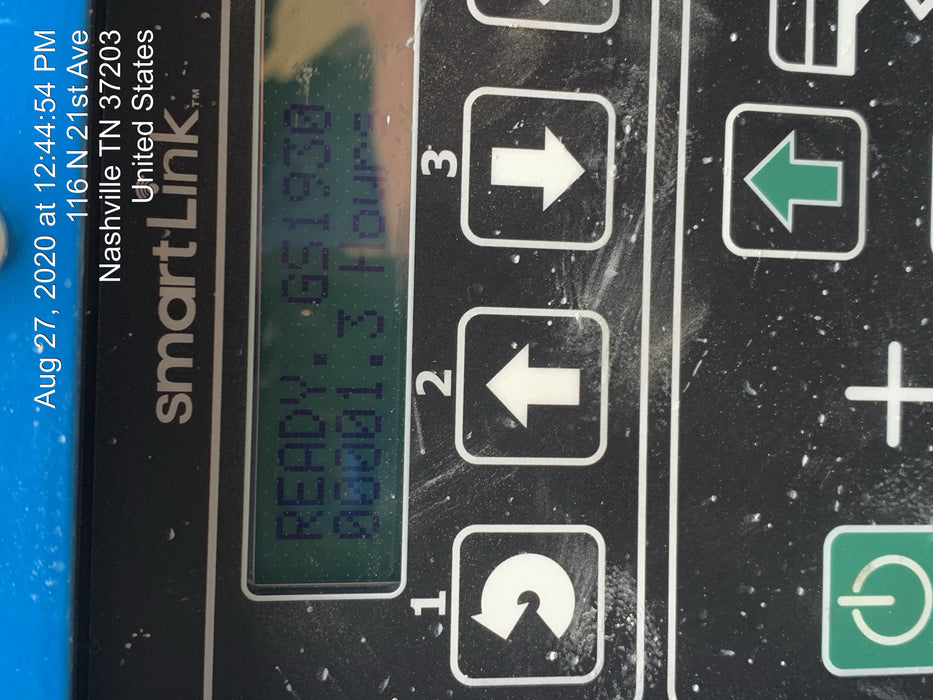 Aug 27, 2020 at 12:44:54 PM
116 N 21st Ave
Nashville TN 37203
United States
smartLink™
READY. GS1930
00001.3 Hours
1
2
3